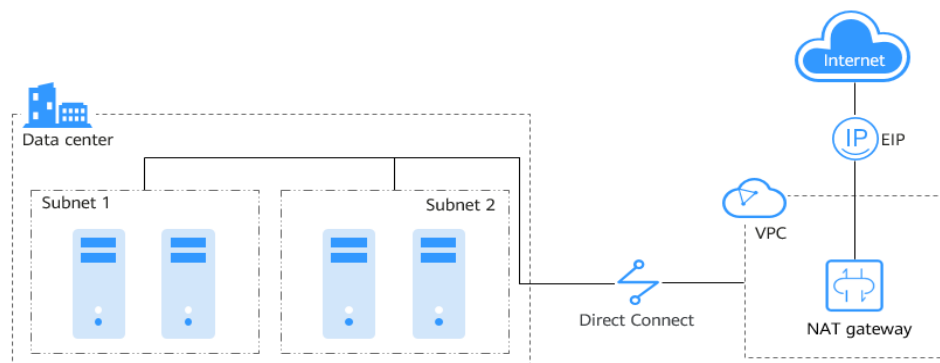 Internet
IP
EIP
Data center
Subnet 1
Subnet 2
VPC
Direct Connect
NAT gateway